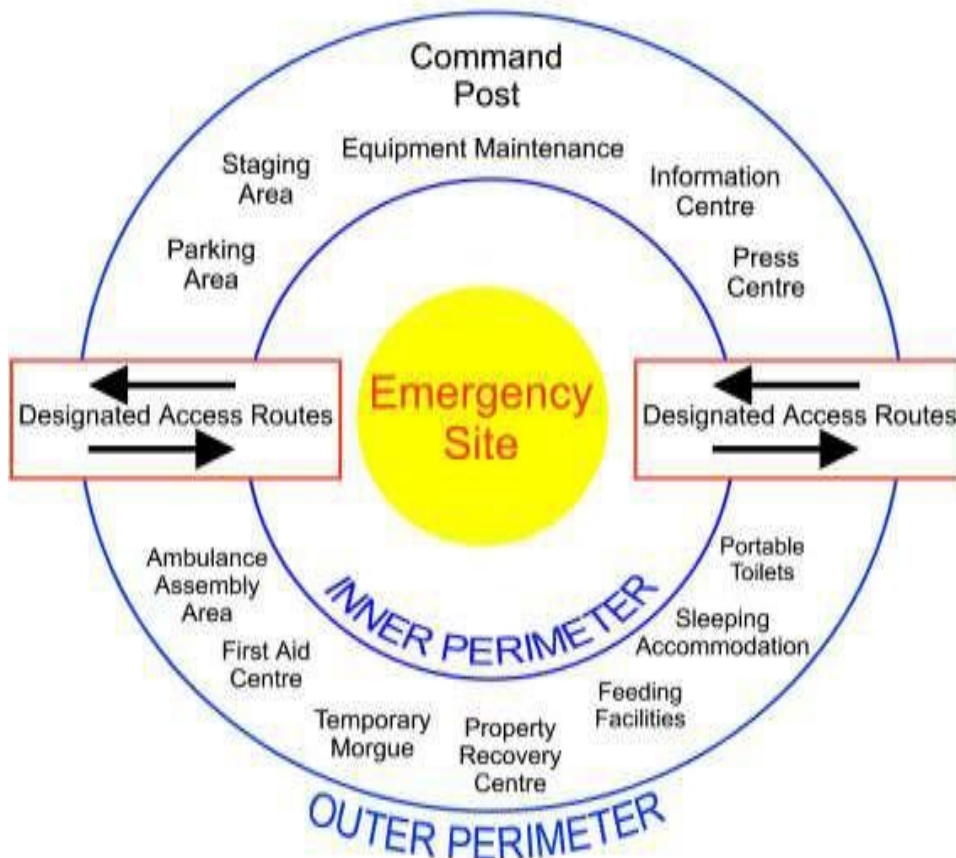 Command
Post
Equipment Maintenance
Staging
Area
Information
Centre
Parking
Area
Press
Centre
Designated Access Routes
Emergency
Site
Designated Access Routes
Ambulance
Assembly
Area
Portable
Toilets
First Aid
Centre
Sleeping
Accommodation
Temporary
Morgue
Property
Recovery
Centre
Feeding
Facilities
INNER PERIMETER
OUTER PERIMETER